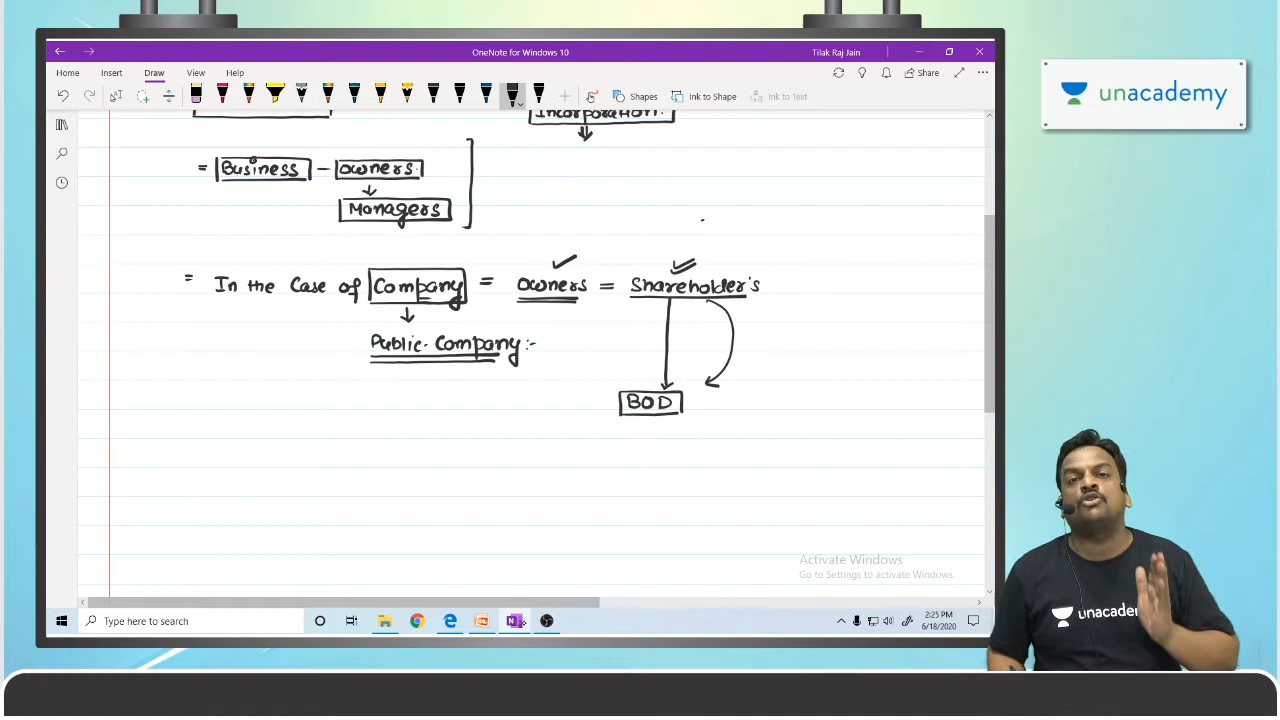 OneNote for Windows 10
Tilak Raj Jain
Home Insert Draw View Help
Share
Shapes Ink to Shape Ink to Text
Incorporation.
= Business - owners.
Managers
= In the Case of Company = owners = Shareholder's
Public Company :-
BOD
Activate Windows
Go to Settings to activate Windows.
Type here to search
2:25 PM
6/18/2020
unacademy
unacademy